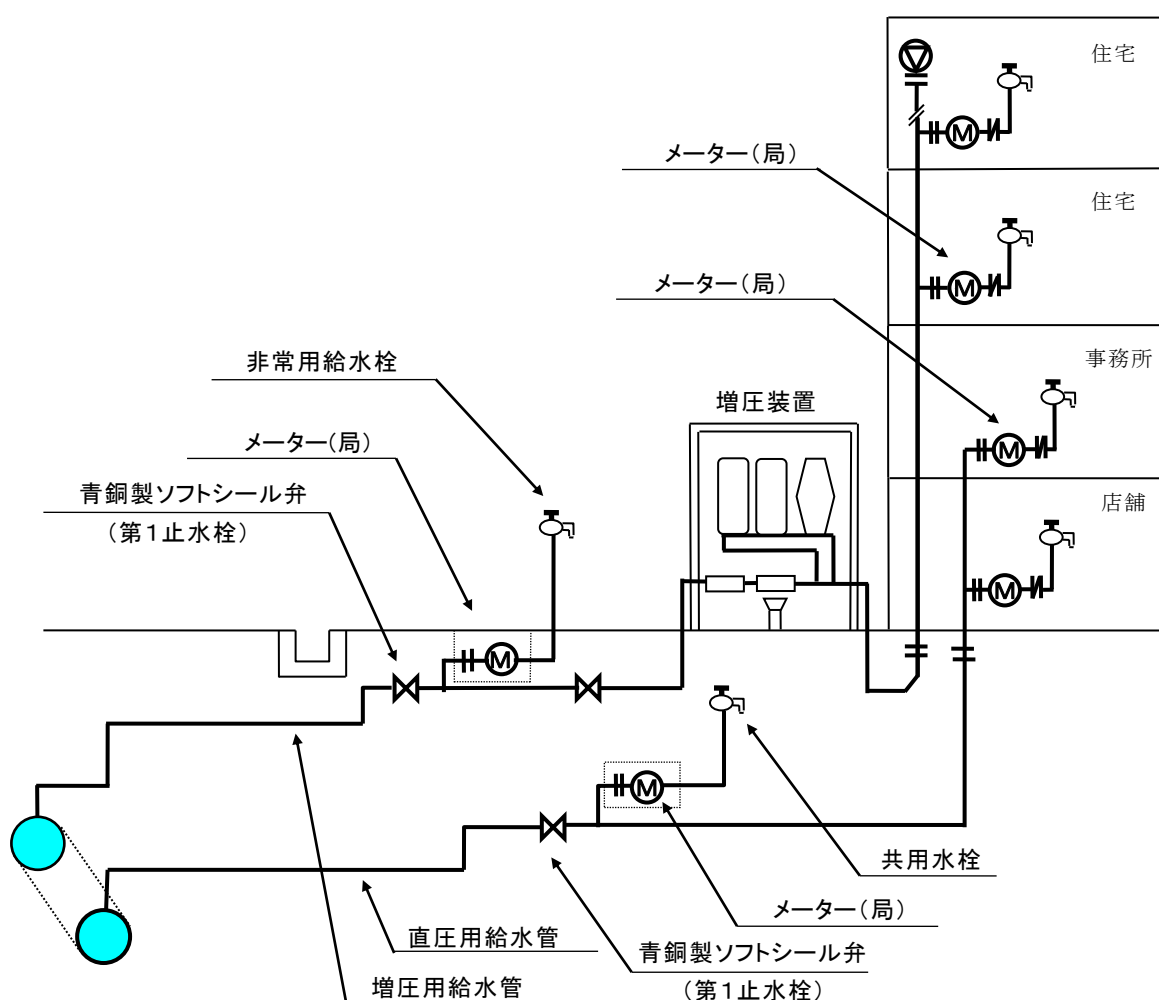 住宅
メーター（局）
住宅
メーター（局）
事務所
非常用給水栓
増圧装置
メーター（局）
青銅製ソフトシール弁
（第１止水栓）
店舗
M
M
M
M
M
M
共用水栓
メーター（局）
直圧用給水管
青銅製ソフトシール弁
（第１止水栓）
増圧用給水管